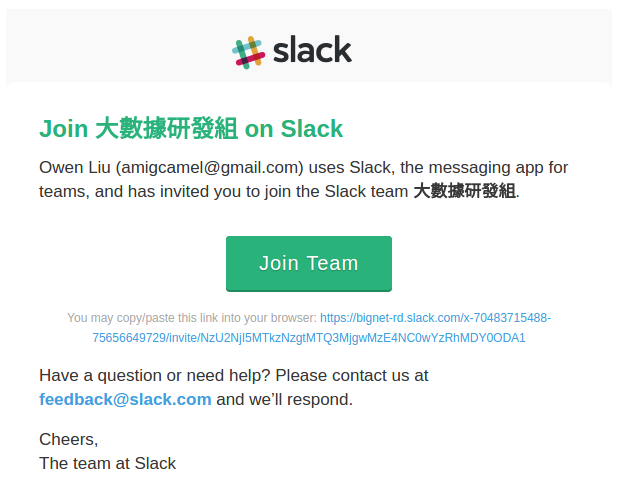 slack
Join 大數據研發組 on Slack
Owen Liu (amigcamel@gmail.com) uses Slack, the messaging app for
teams, and has invited you to join the Slack team 大數據研發組.
Join Team
You may copy/paste this link into your browser: https://bignet-rd.slack.com/x-70483715488-
75656649729/invite/NzU2NjI5MTkzNzgtMTQ3MjgwMzE4NC0wYzRhMDY0ODA1
Have a question or need help? Please contact us at
feedback@slack.com and we’ll respond.
Cheers,
The team at Slack